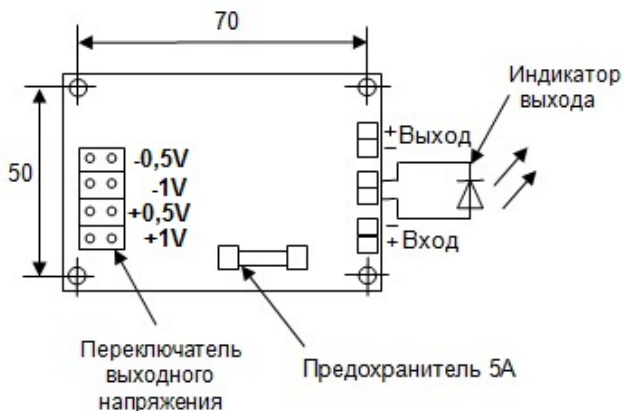 70
Индикатор
выхода
+
− Выход
50
-0,5V
-1V
+0,5V
+1V
−
+ Вход
Переключатель
выходного
напряжения
Предохранитель 5А